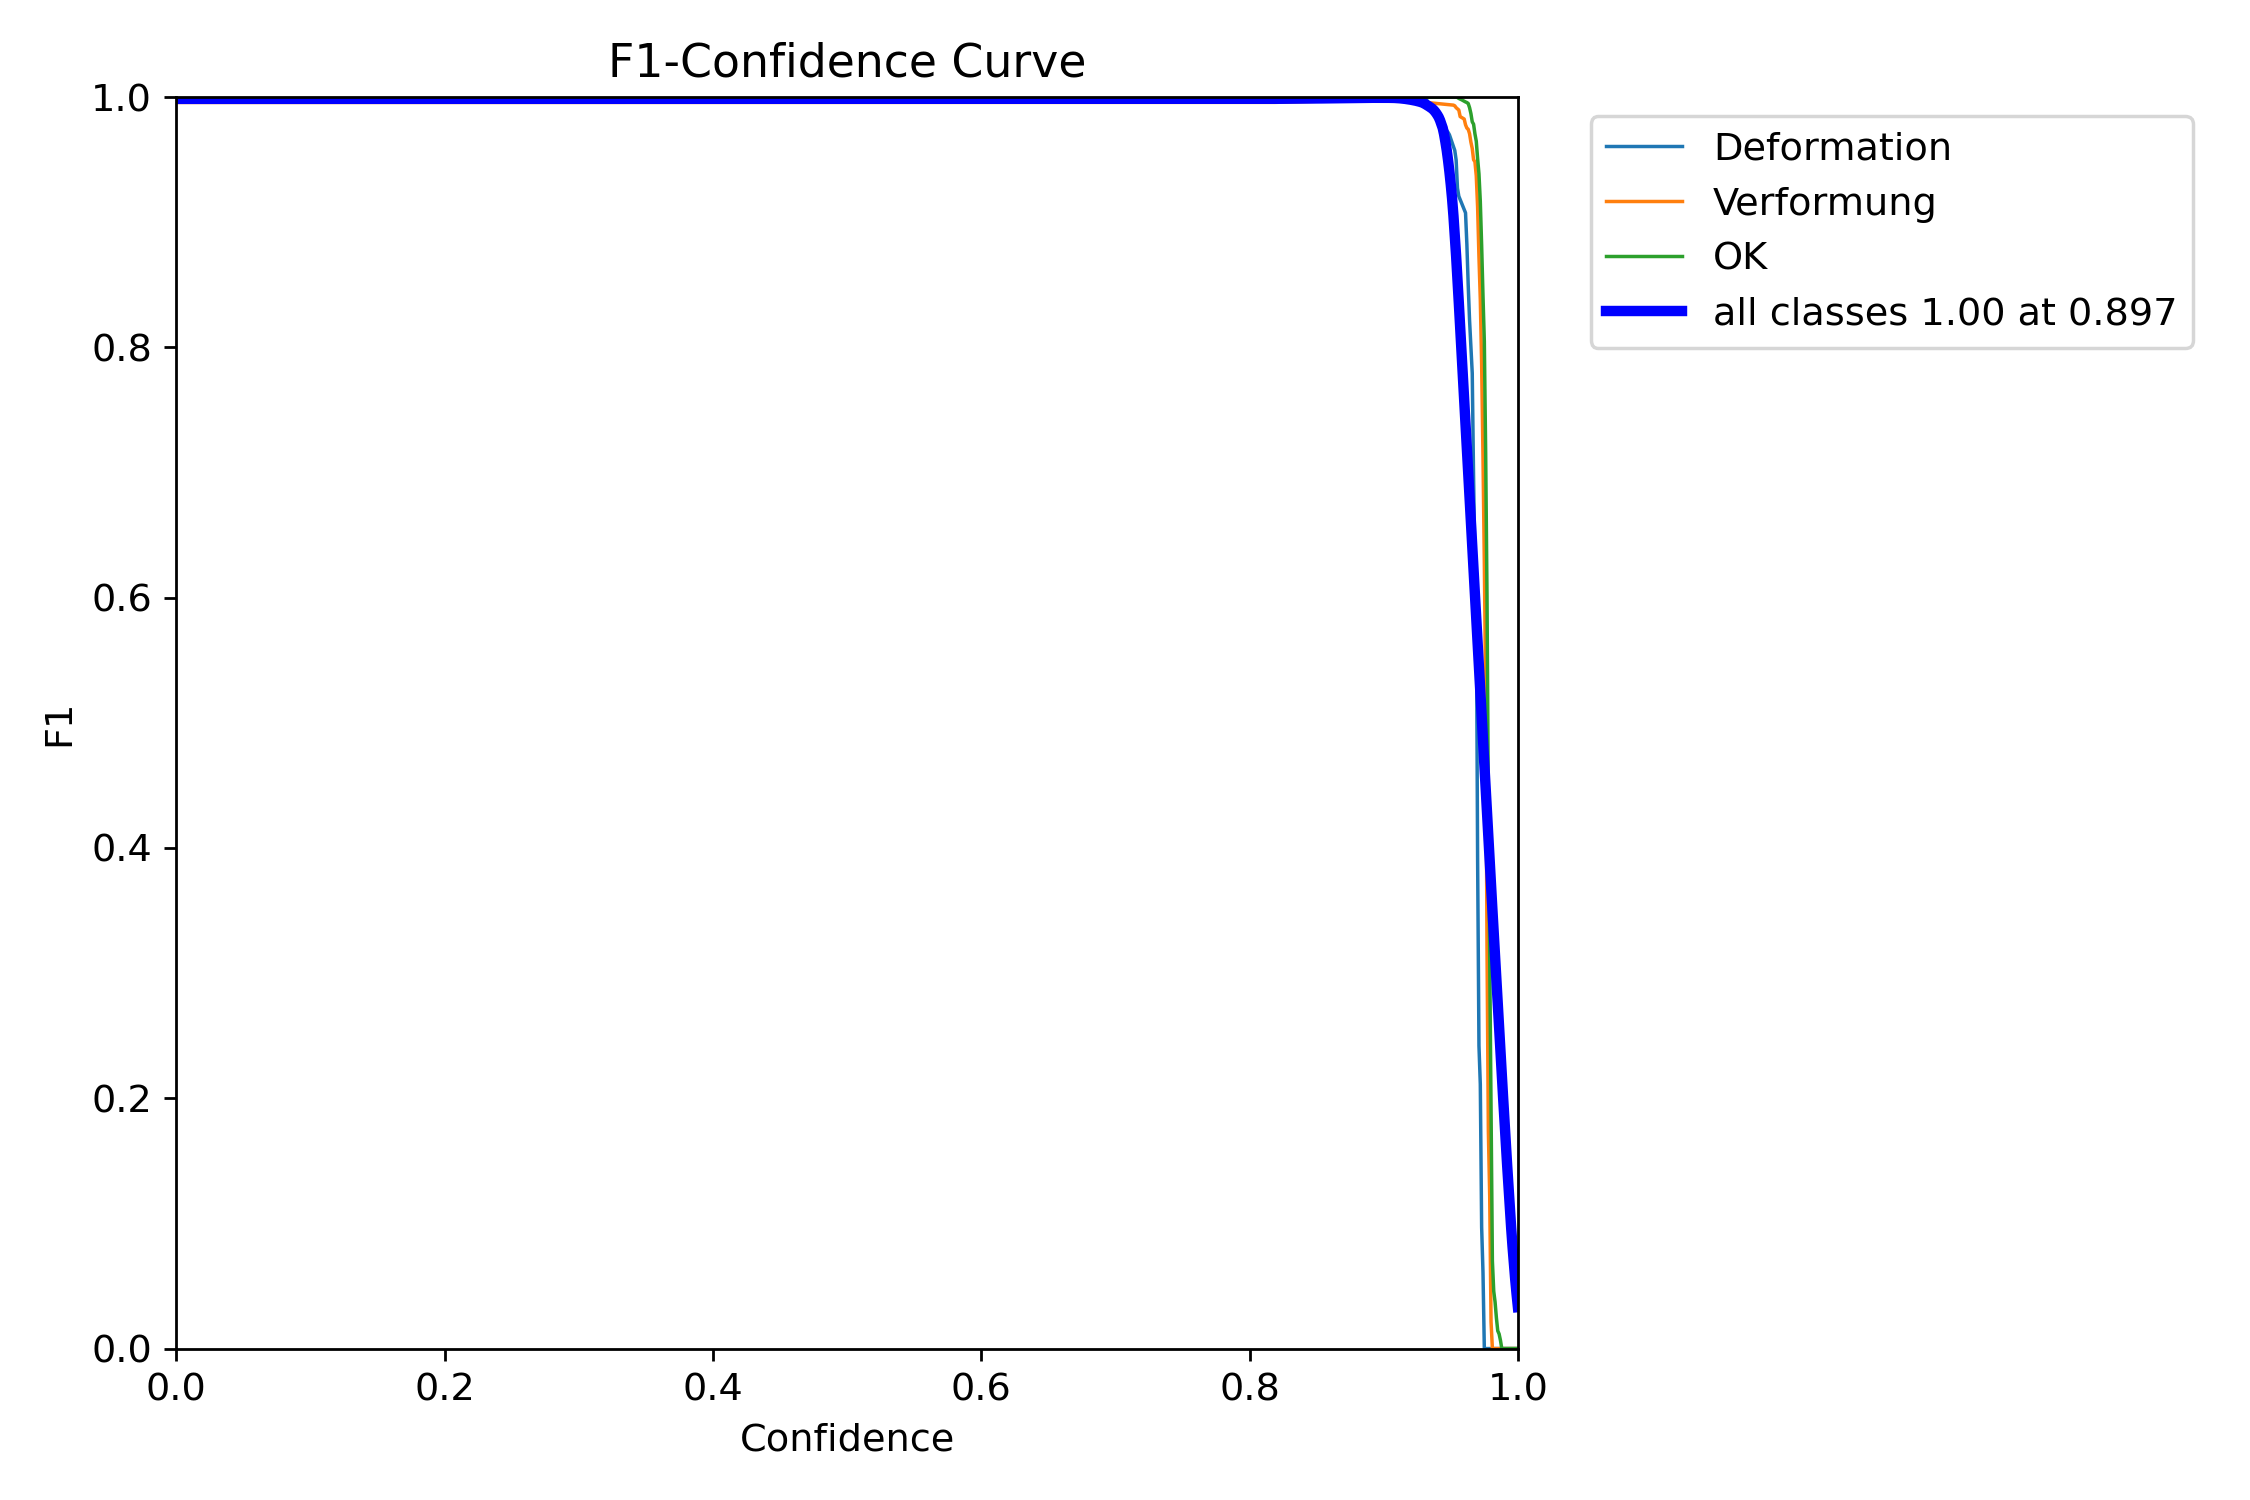 F1-Confidence Curve
1.0
0.8
0.6
0.4
0.2
0.0
F1
0.0 0.2 0.4 0.6 0.8 1.0
Confidence
Deformation
Verformung
OK
all classes 1.00 at 0.897